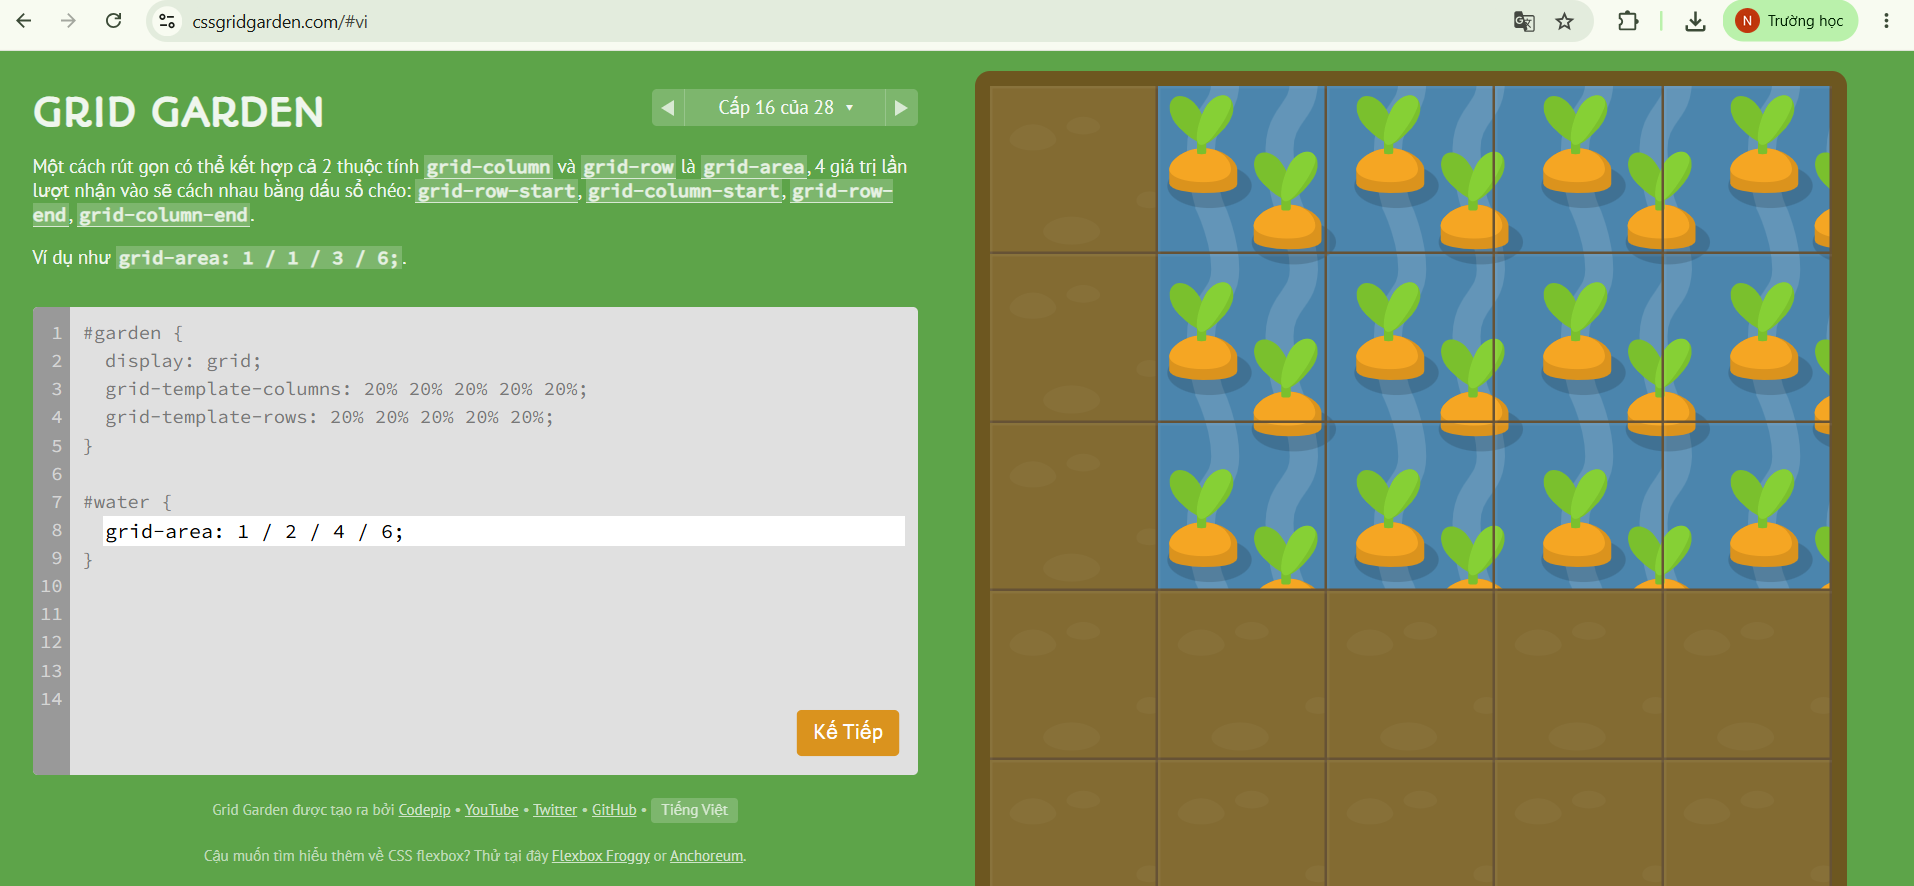 cssgridgarden.com/#vi
N
Trường học
GRID GARDEN
Cấp 16 của 28
Một cách rút gọn có thể kết hợp cả 2 thuộc tính grid-column và grid-row là grid-area, 4 giá trị lần
lượt nhận vào sẽ cách nhau bằng dấu sổ chéo: grid-row-start, grid-column-start, grid-row-
end, grid-column-end.
Ví dụ như grid-area: 1 / 1 / 3 / 6;.
1 #garden {
2 display: grid;
3 grid-template-columns: 20% 20% 20% 20% 20%;
4 grid-template-rows: 20% 20% 20% 20% 20%;
5 }
6
7 #water {
8 grid-area: 1 / 2 / 4 / 6;
9 }
10
11
12
13
14
Kế Tiếp
Grid Garden được tạo ra bởi Codepip • YouTube • Twitter • GitHub • Tiếng Việt
Cậu muốn tìm hiểu thêm về CSS flexbox? Thử tại đây Flexbox Froggy or Anchoreum.